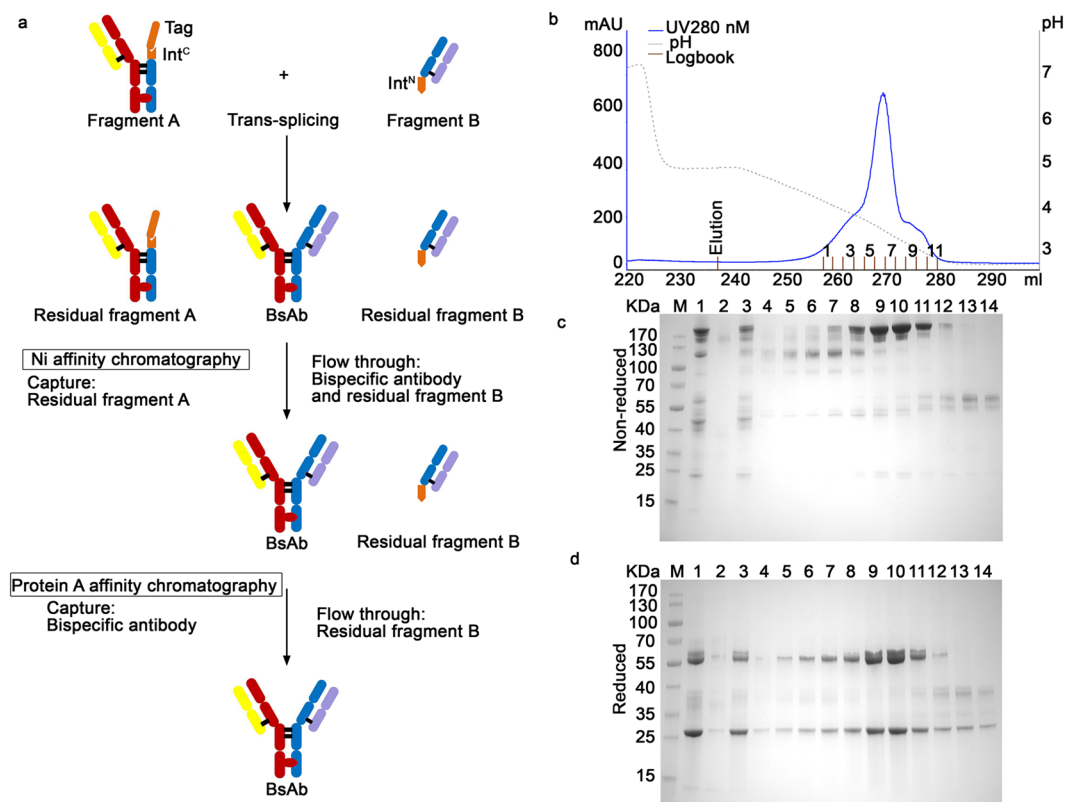 a
Tag
Intᶜ
+
Intᴺ
Fragment A
Trans-splicing
Fragment B
Residual fragment A
BsAb
Residual fragment B
Ni affinity chromatography
Capture:
Residual fragment A
Flow through:
Bispecific antibody
and residual fragment B
BsAb
Residual fragment B
Protein A affinity chromatography
Capture:
Bispecific antibody
Flow through:
Residual fragment B
BsAb
b
mAU
pH
UV280 nM
pH
Logbook
800
600
400
200
0
7
6
5
4
3
Elution
1 3 5 7 9 11
220 230 240 250 260 270 280 290 ml
c
KDa M 1 2 3 4 5 6 7 8 9 10 11 12 13 14
170
130
100
70
55
40
35
25
15
Non-reduced
d
KDa M 1 2 3 4 5 6 7 8 9 10 11 12 13 14
170
130
100
70
55
40
35
25
15
Reduced